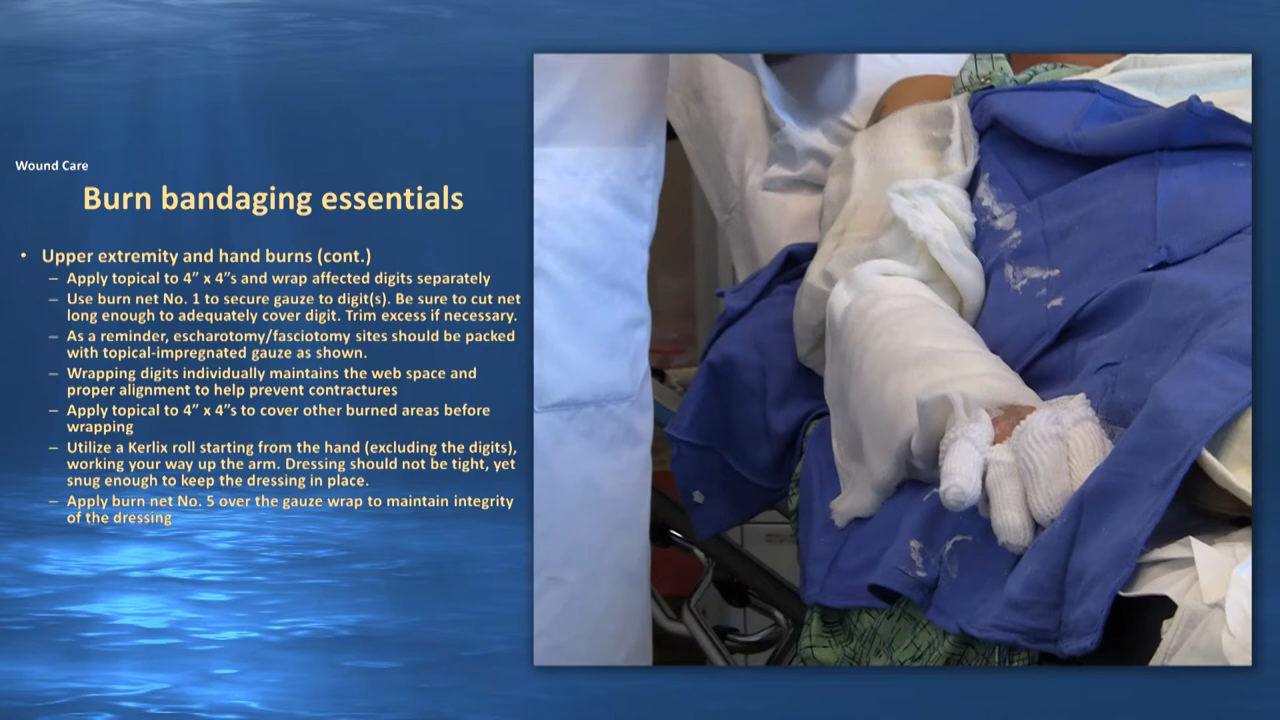 Wound Care
Burn bandaging essentials
• Upper extremity and hand burns (cont.)
– Apply topical to 4” x 4”s and wrap affected digits separately
– Use burn net No. 1 to secure gauze to digit(s). Be sure to cut net
long enough to adequately cover digit. Trim excess if necessary.
– As a reminder, escharotomy/fasciotomy sites should be packed
with topical-impregnated gauze as shown.
– Wrapping digits individually maintains the web space and
proper alignment to help prevent contractures
– Apply topical to 4” x 4”s to cover other burned areas before
wrapping
– Utilize a Kerlix roll starting from the hand (excluding the digits),
working your way up the arm. Dressing should not be tight, yet
snug enough to keep the dressing in place.
– Apply burn net No. 5 over the gauze wrap to maintain integrity
of the dressing